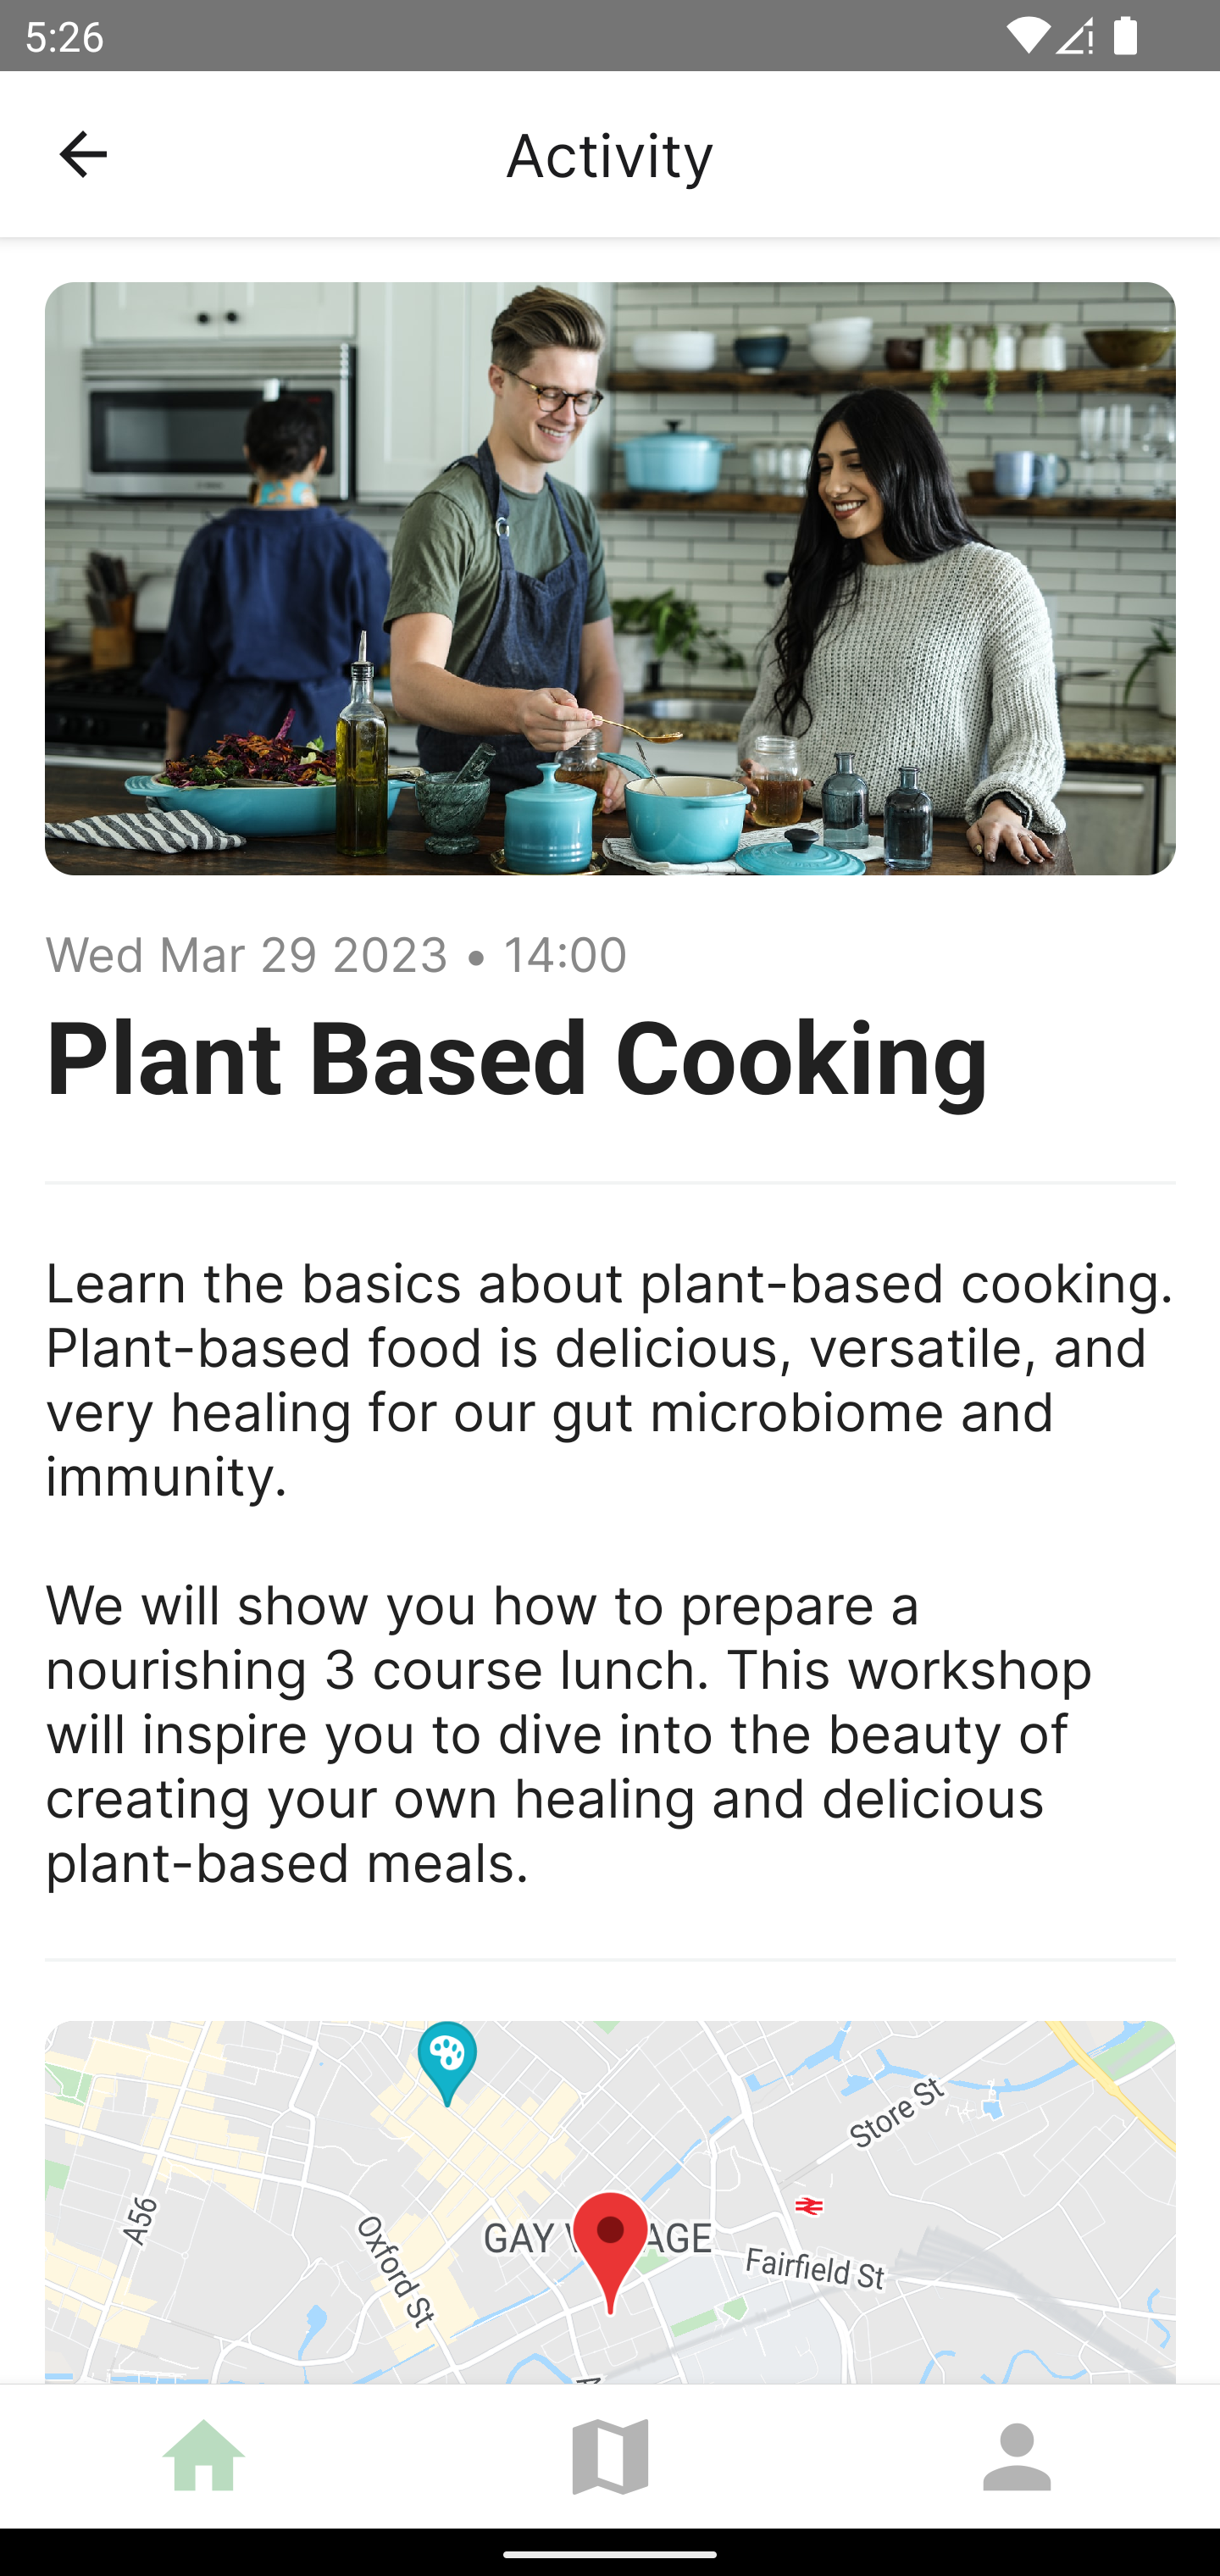 5:26
Activity
Wed Mar 29 2023 • 14:00
Plant Based Cooking
Learn the basics about plant-based cooking.
Plant-based food is delicious, versatile, and
very healing for our gut microbiome and
immunity.
We will show you how to prepare a
nourishing 3 course lunch. This workshop
will inspire you to dive into the beauty of
creating your own healing and delicious
plant-based meals.
Store St
A56
Oxford St
GAY
Fairfield St